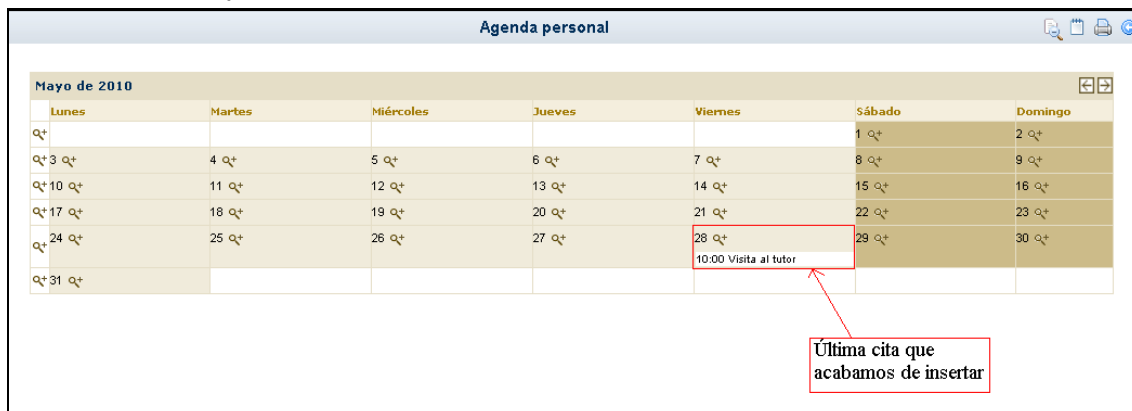 Agenda personal
Mayo de 2010
Lunes Martes Miércoles Jueves Viernes Sábado Domingo
1 2
3 4 5 6 7 8 9
10 11 12 13 14 15 16
17 18 19 20 21 22 23
24 25 26 27 28 29 30
10:00 Visita al tutor
31
Última cita que
acabamos de insertar